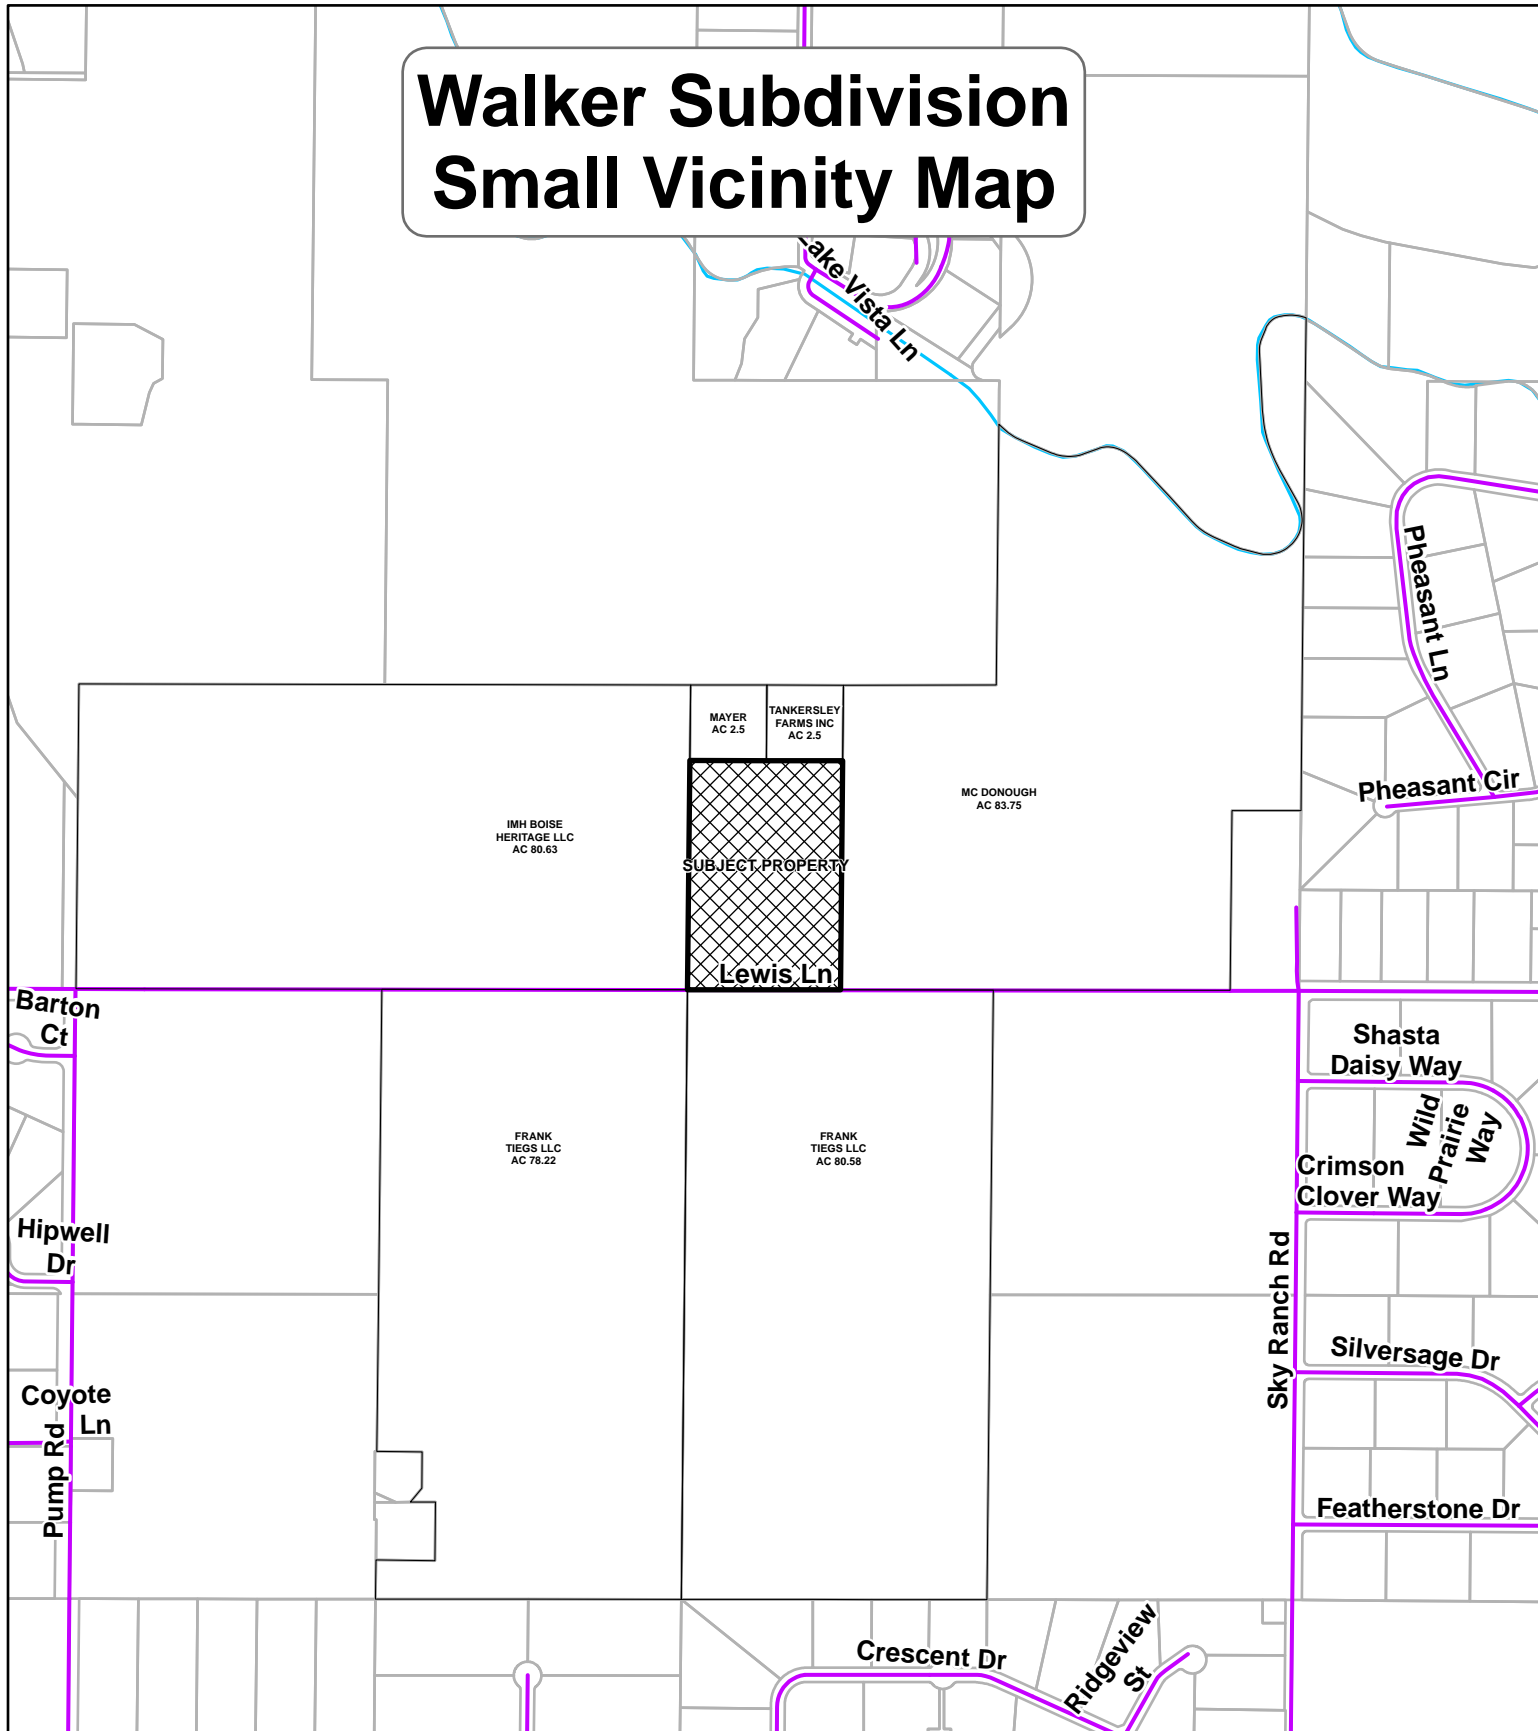 Walker Subdivision
Small Vicinity Map
Lake Vista Ln
Pheasant Ln
MAYER
AC 2.5
TANKERSLEY
FARMS INC
AC 2.5
Pheasant Cir
MC DONOUGH
AC 83.75
IMH BOISE
HERITAGE LLC
AC 80.63
SUBJECT PROPERTY
Lewis Ln
Barton
Ct
Shasta
Daisy Way
Wild
Prairie
Way
FRANK
TIEGS LLC
AC 78.22
FRANK
TIEGS LLC
AC 80.58
Crimson
Clover Way
Hipwell
Dr
Sky Ranch Rd
Silversage Dr
Coyote
Ln
Pump Rd
Featherstone Dr
Crescent Dr
Ridgeview
St